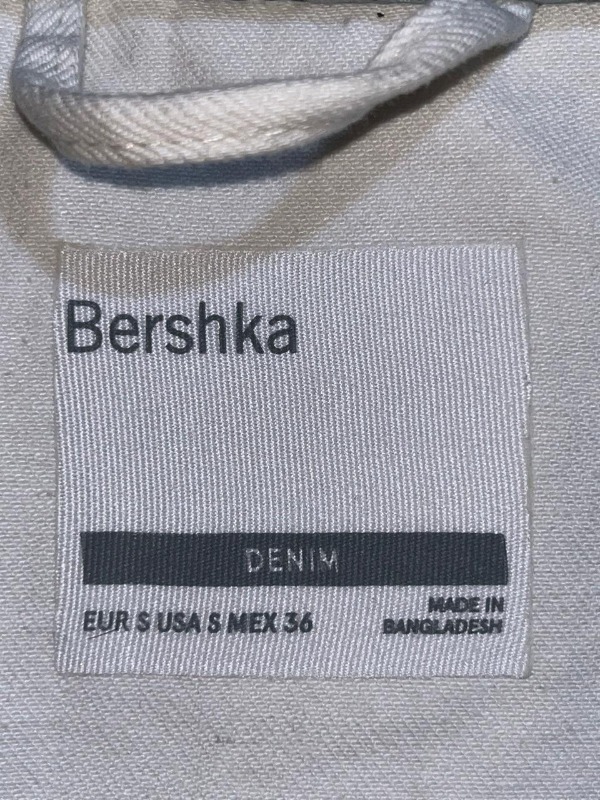 Bershka
DENIM
EUR S USA S MEX 36
MADE IN
BANGLADESH